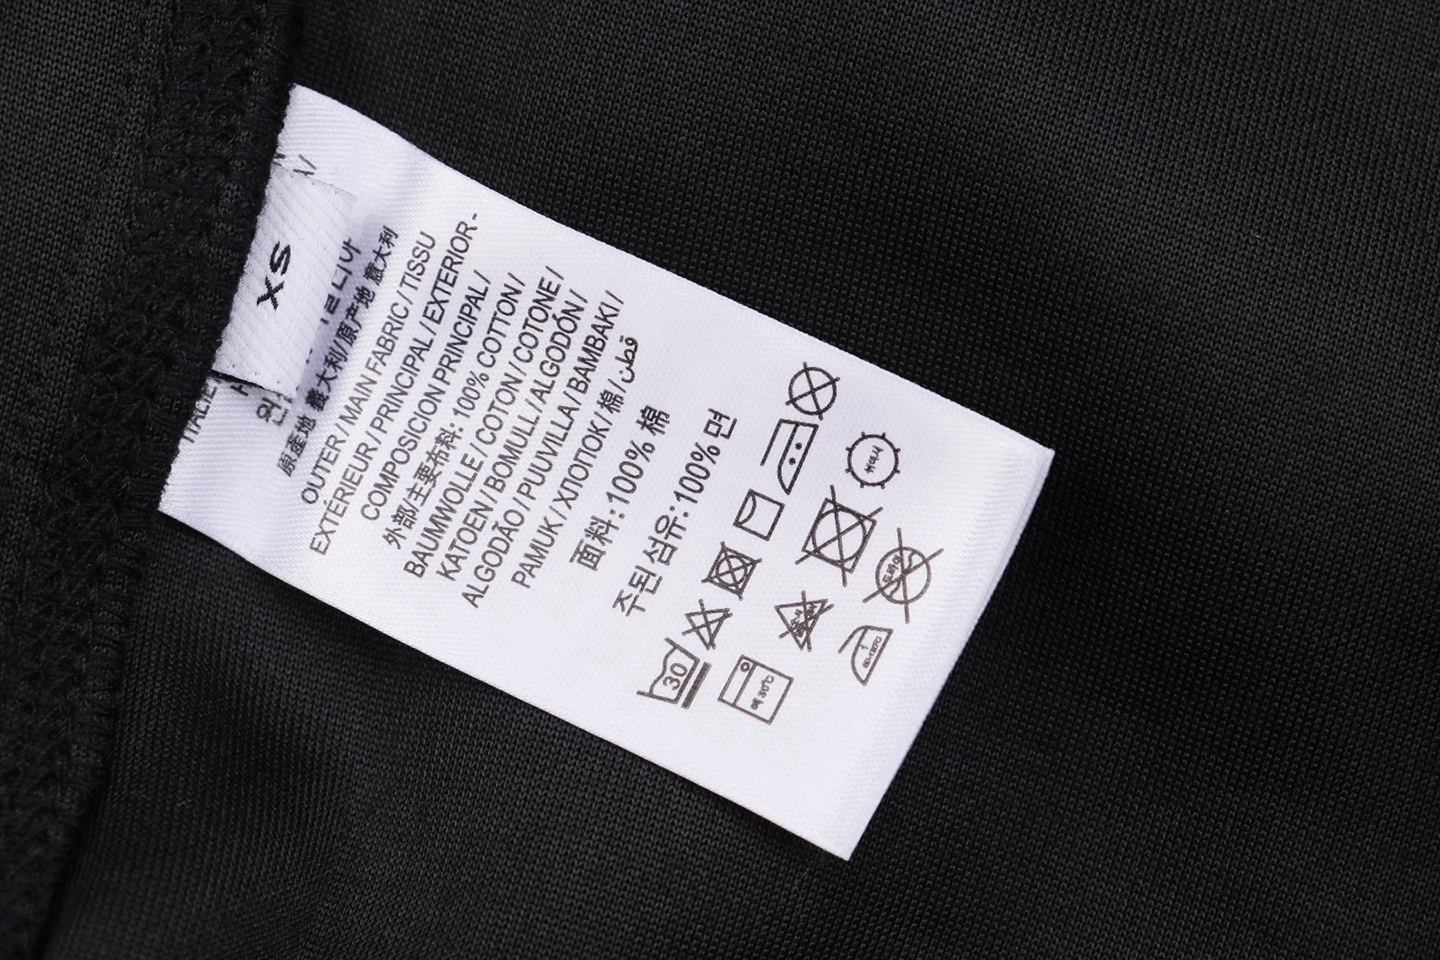 XS
原產地 義大利/原产地 意大利
OUTER / MAIN FABRIC / TISSU
EXTÉRIEUR / PRINCIPAL / EXTERIOR-
COMPOSICION PRINCIPAL /
外部/主要布料: 100% COTTON /
BAUMWOLLE / COTON / COTONE /
KATOEN / BOMULL / ALGODÓN /
ALGODÃO / PUUVILLA / BAMBAKI /
PAMUK / ХЛОПОК / 棉 / قطن
面料:100% 棉
주된 섬유:100% 면
30